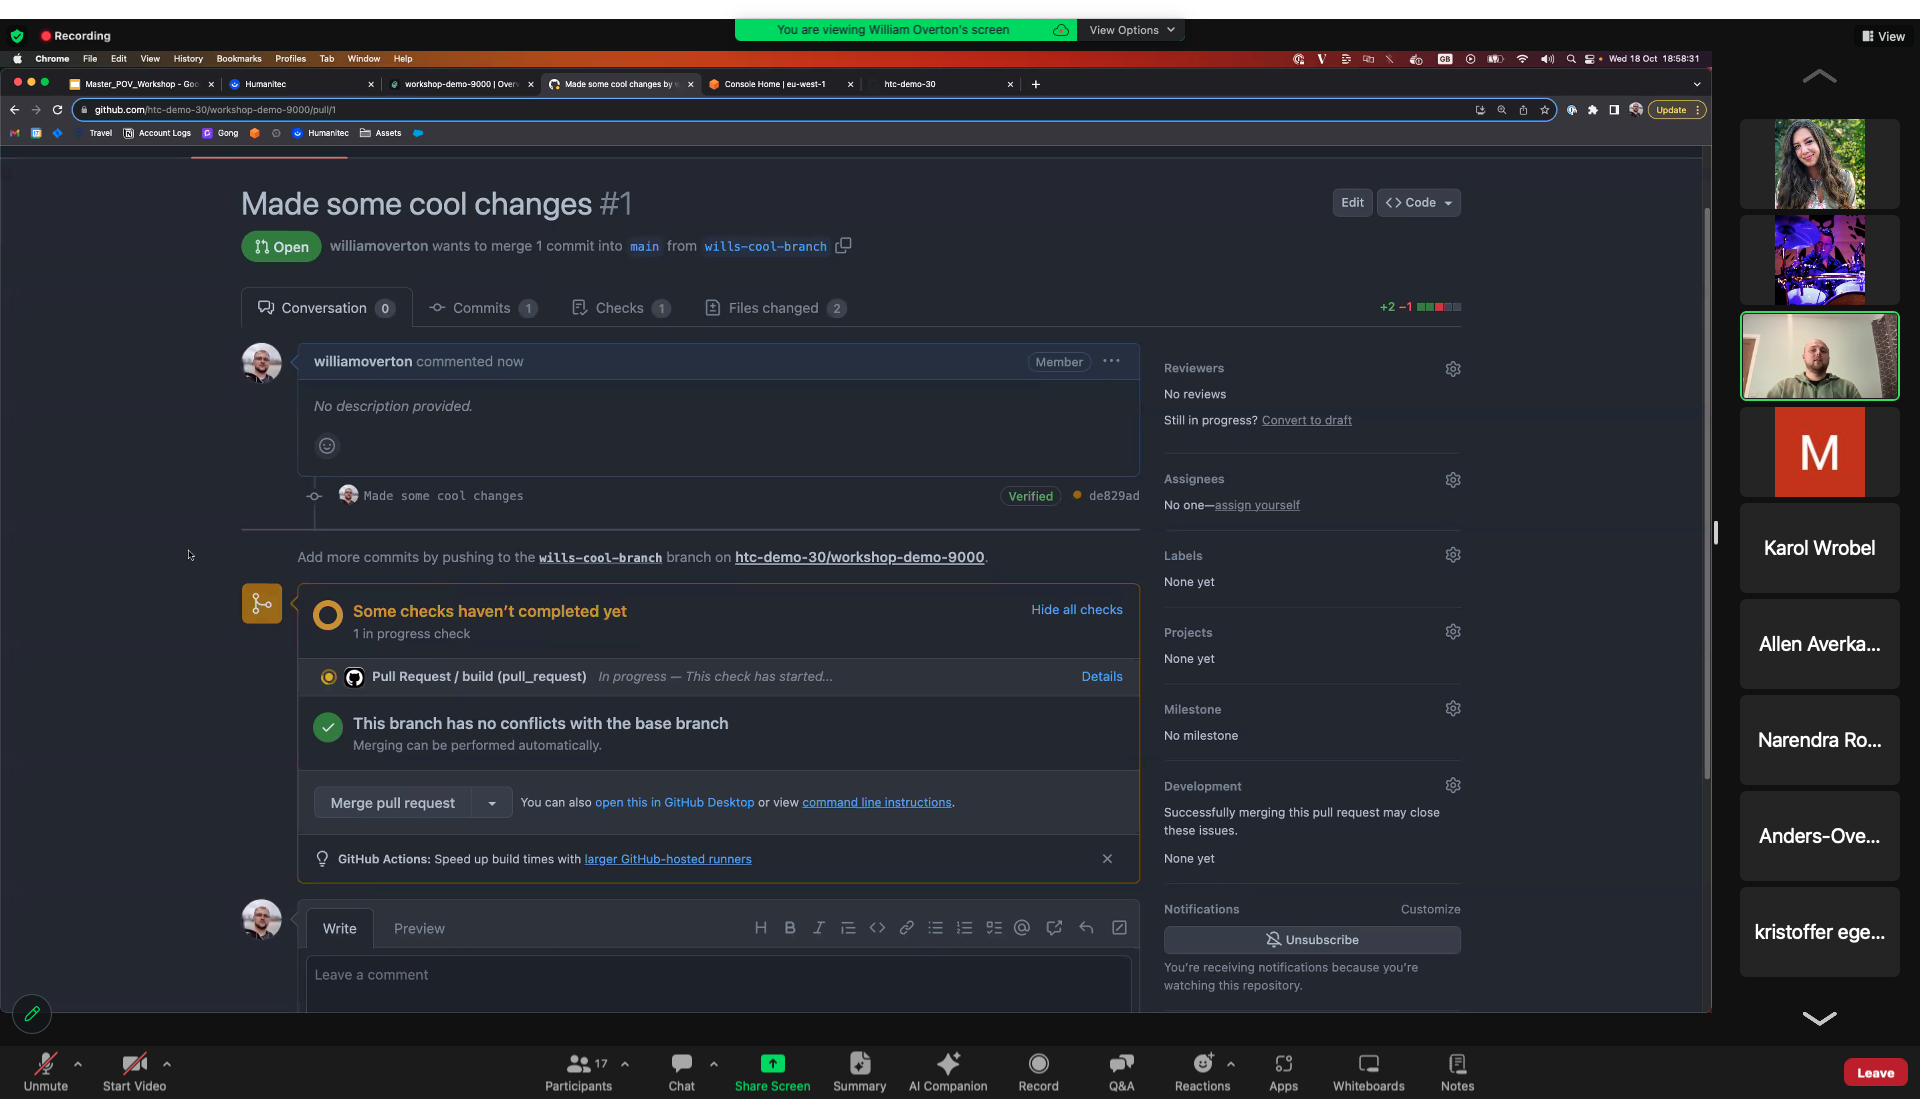 You are viewing William Overton's screen
View Options
Recording
View
Chrome File Edit View History Bookmarks Profiles Tab Window Help
GB
Wed 18 Oct 18:58:31
Master_POV_Workshop - Goo
Humanitec
workshop-demo-9000 | Over
Made some cool changes by w
Console Home | eu-west-1
htc-demo-30
github.com/htc-demo-30/workshop-demo-9000/pull/1
Update
Travel
Account Logs
Gong
Humanitec
Assets
Made some cool changes #1
Edit
Code
Open
williamoverton wants to merge 1 commit into main from wills-cool-branch
Conversation 0
Commits 1
Checks 1
Files changed 2
+2 −1
williamoverton commented now
Member
No description provided.
Made some cool changes
Verified
de829ad
Add more commits by pushing to the wills-cool-branch branch on htc-demo-30/workshop-demo-9000.
Some checks haven't completed yet
1 in progress check
Hide all checks
Pull Request / build (pull_request) In progress — This check has started...
Details
This branch has no conflicts with the base branch
Merging can be performed automatically.
Merge pull request
You can also open this in GitHub Desktop or view command line instructions.
GitHub Actions: Speed up build times with larger GitHub-hosted runners
Write
Preview
Leave a comment
Reviewers
No reviews
Still in progress? Convert to draft
Assignees
No one—assign yourself
Labels
None yet
Projects
None yet
Milestone
No milestone
Development
Successfully merging this pull request may close
these issues.
None yet
Notifications
Customize
Unsubscribe
You're receiving notifications because you're
watching this repository.
M
Karol Wrobel
Allen Averka...
Narendra Ro...
Anders-Ove...
kristoffer ege...
Unmute
Start Video
17
Participants
Chat
Share Screen
Summary
AI Companion
Record
Q&A
Reactions
Apps
Whiteboards
Notes
Leave